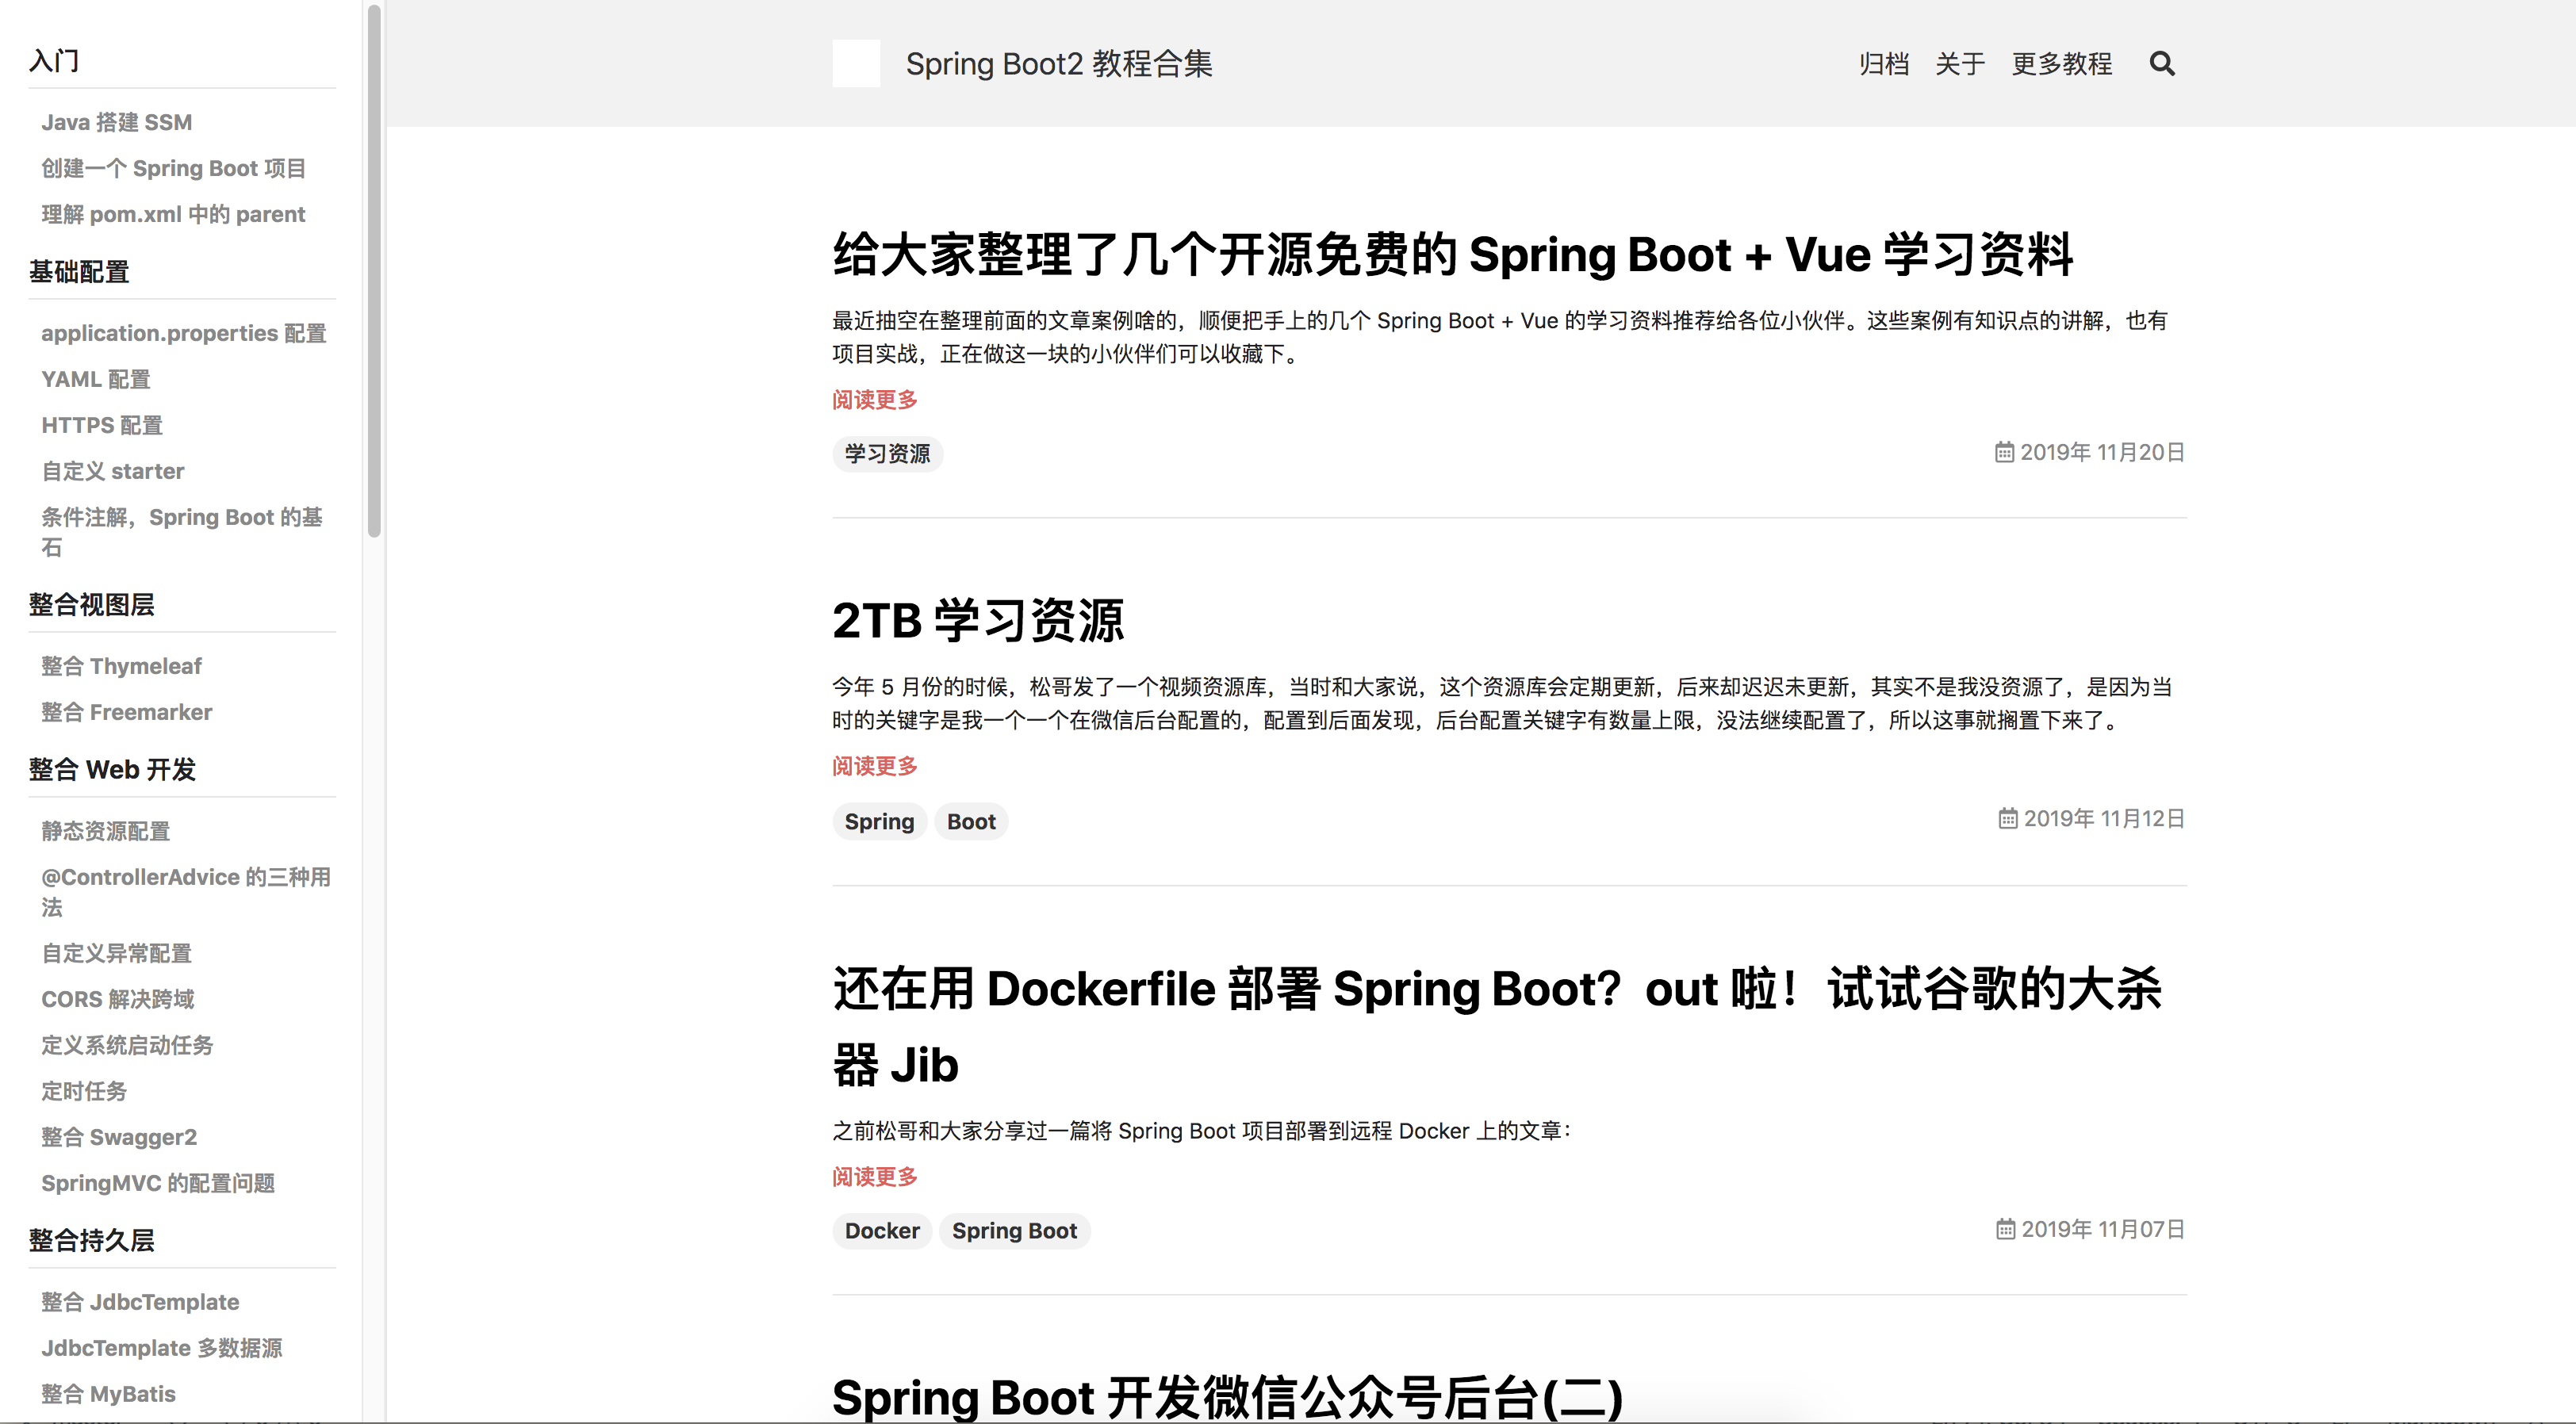 入门
Java 搭建 SSM
创建一个 Spring Boot 项目
理解 pom.xml 中的 parent
基础配置
application.properties 配置
YAML 配置
HTTPS 配置
自定义 starter
条件注解，Spring Boot 的基
石
整合视图层
整合 Thymeleaf
整合 Freemarker
整合 Web 开发
静态资源配置
@ControllerAdvice 的三种用
法
自定义异常配置
CORS 解决跨域
定义系统启动任务
定时任务
整合 Swagger2
SpringMVC 的配置问题
整合持久层
整合 JdbcTemplate
JdbcTemplate 多数据源
整合 MyBatis
Spring Boot2 教程合集
归档 关于 更多教程
给大家整理了几个开源免费的 Spring Boot + Vue 学习资料
最近抽空在整理前面的文章案例啥的，顺便把手上的几个 Spring Boot + Vue 的学习资料推荐给各位小伙伴。这些案例有知识点的讲解，也有
项目实战，正在做这一块的小伙伴们可以收藏下。
阅读更多
学习资源 2019年 11月20日
2TB 学习资源
今年 5 月份的时候，松哥发了一个视频资源库，当时和大家说，这个资源库会定期更新，后来却迟迟未更新，其实不是我没资源了，是因为当
时的关键字是我一个一个在微信后台配置的，配置到后面发现，后台配置关键字有数量上限，没法继续配置了，所以这事就搁置下来了。
阅读更多
Spring Boot 2019年 11月12日
还在用 Dockerfile 部署 Spring Boot？out 啦！试试谷歌的大杀
器 Jib
之前松哥和大家分享过一篇将 Spring Boot 项目部署到远程 Docker 上的文章：
阅读更多
Docker Spring Boot 2019年 11月07日
Spring Boot 开发微信公众号后台(二)